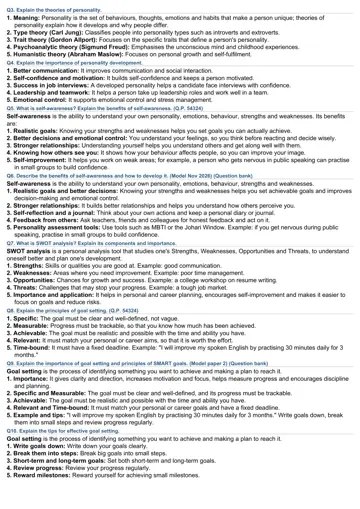 Q3. Explain the theories of personality.
1. Meaning: Personality is the set of behaviours, thoughts, emotions and habits that make a person unique; theories of
personality explain how it develops and why people differ.
2. Type theory (Carl Jung): Classifies people into personality types such as introverts and extroverts.
3. Trait theory (Gordon Allport): Focuses on the specific traits that define a person's personality.
4. Psychoanalytic theory (Sigmund Freud): Emphasises the unconscious mind and childhood experiences.
5. Humanistic theory (Abraham Maslow): Focuses on personal growth and self-fulfilment.
Q4. Explain the importance of personality development.
1. Better communication: It improves communication and social interaction.
2. Self-confidence and motivation: It builds self-confidence and keeps a person motivated.
3. Success in job interviews: A developed personality helps a candidate face interviews with confidence.
4. Leadership and teamwork: It helps a person take up leadership roles and work well in a team.
5. Emotional control: It supports emotional control and stress management.
Q5. What is self-awareness? Explain the benefits of self-awareness. (Q.P. 54324)
Self-awareness is the ability to understand your own personality, emotions, behaviour, strengths and weaknesses. Its benefits
are:
1. Realistic goals: Knowing your strengths and weaknesses helps you set goals you can actually achieve.
2. Better decisions and emotional control: You understand your feelings, so you think before reacting and decide wisely.
3. Stronger relationships: Understanding yourself helps you understand others and get along well with them.
4. Knowing how others see you: It shows how your behaviour affects people, so you can improve your image.
5. Self-improvement: It helps you work on weak areas; for example, a person who gets nervous in public speaking can practise
in small groups to build confidence.
Q6. Describe the benefits of self-awareness and how to develop it. (Model Nov 2026) (Question bank)
Self-awareness is the ability to understand your own personality, emotions, behaviour, strengths and weaknesses.
1. Realistic goals and better decisions: Knowing your strengths and weaknesses helps you set achievable goals and improves
decision-making and emotional control.
2. Stronger relationships: It builds better relationships and helps you understand how others perceive you.
3. Self-reflection and a journal: Think about your own actions and keep a personal diary or journal.
4. Feedback from others: Ask teachers, friends and colleagues for honest feedback and act on it.
5. Personality assessment tools: Use tools such as MBTI or the Johari Window. Example: if you get nervous during public
speaking, practise in small groups to build confidence.
Q7. What is SWOT analysis? Explain its components and importance.
SWOT analysis is a personal analysis tool that studies one's Strengths, Weaknesses, Opportunities and Threats, to understand
oneself better and plan one's development.
1. Strengths: Skills or qualities you are good at. Example: good communication.
2. Weaknesses: Areas where you need improvement. Example: poor time management.
3. Opportunities: Chances for growth and success. Example: a college workshop on resume writing.
4. Threats: Challenges that may stop your progress. Example: a tough job market.
5. Importance and application: It helps in personal and career planning, encourages self-improvement and makes it easier to
focus on goals and reduce risks.
Q8. Explain the principles of goal setting. (Q.P. 54324)
1. Specific: The goal must be clear and well-defined, not vague.
2. Measurable: Progress must be trackable, so that you know how much has been achieved.
3. Achievable: The goal must be realistic and possible with the time and ability you have.
4. Relevant: It must match your personal or career aims, so that it is worth the effort.
5. Time-bound: It must have a fixed deadline. Example: "I will improve my spoken English by practising 30 minutes daily for 3
months."
Q9. Explain the importance of goal setting and principles of SMART goals. (Model paper 2) (Question bank)
Goal setting is the process of identifying something you want to achieve and making a plan to reach it.
1. Importance: It gives clarity and direction, increases motivation and focus, helps measure progress and encourages discipline
and planning.
2. Specific and Measurable: The goal must be clear and well-defined, and its progress must be trackable.
3. Achievable: The goal must be realistic and possible with the time and ability you have.
4. Relevant and Time-bound: It must match your personal or career goals and have a fixed deadline.
5. Example and tips: "I will improve my spoken English by practising 30 minutes daily for 3 months." Write goals down, break
them into small steps and review progress regularly.
Q10. Explain the tips for effective goal setting.
Goal setting is the process of identifying something you want to achieve and making a plan to reach it.
1. Write goals down: Write down your goals clearly.
2. Break them into steps: Break big goals into small steps.
3. Short-term and long-term goals: Set both short-term and long-term goals.
4. Review progress: Review your progress regularly.
5. Reward milestones: Reward yourself for achieving small milestones.